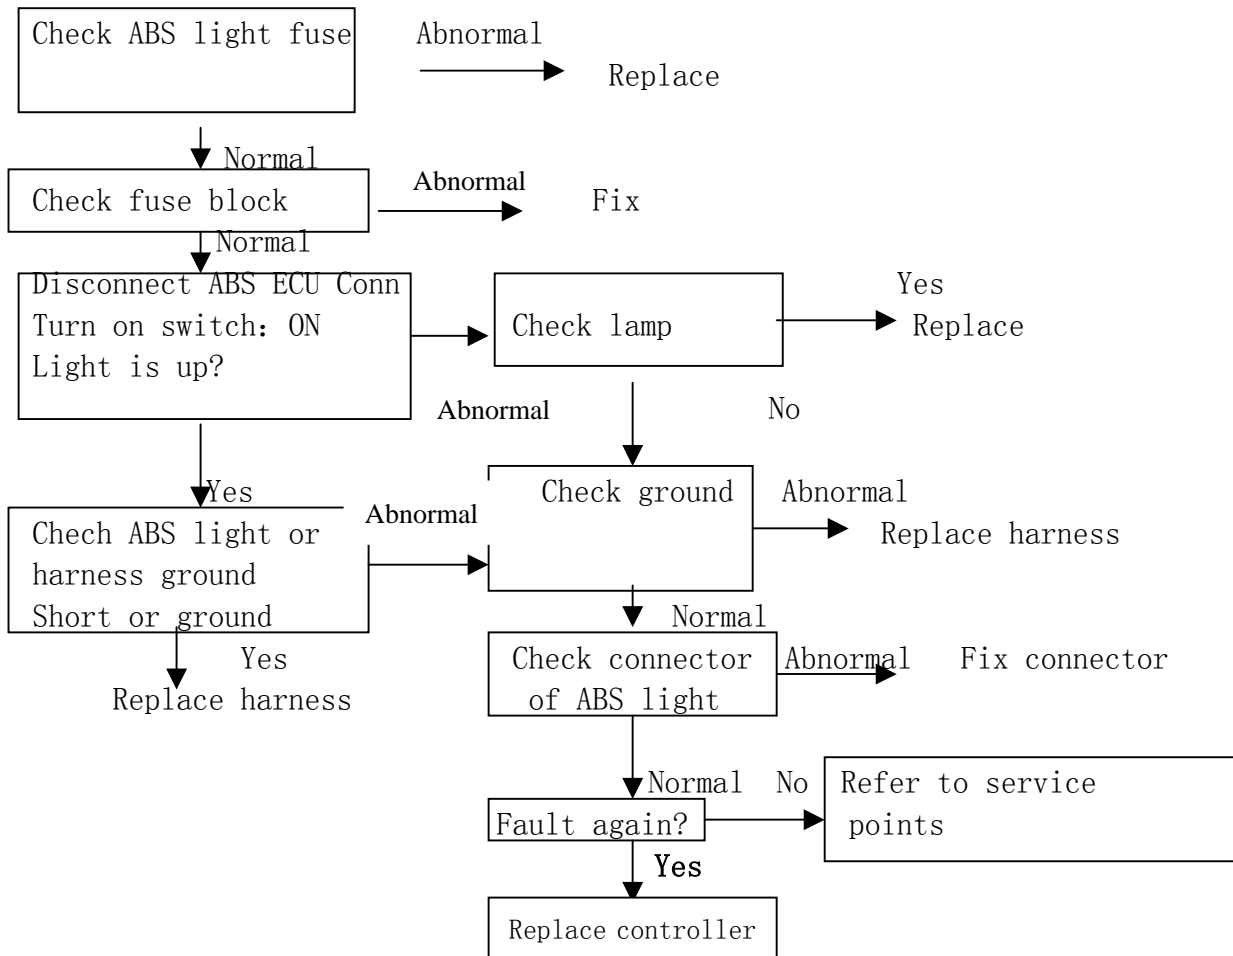 Check ABS light fuse
Abnormal
Replace
Normal
Check fuse block
Abnormal
Fix
Normal
Disconnect ABS ECU Conn
Turn on switch: ON
Light is up?
Check lamp
Yes
Replace
Abnormal
No
Yes
Chech ABS light or
harness ground
Short or ground
Abnormal
Check ground
Abnormal
Replace harness
Yes
Replace harness
Normal
Check connector
of ABS light
Abnormal
Fix connector
Normal
No
Refer to service
points
Fault again?
Yes
Replace controller